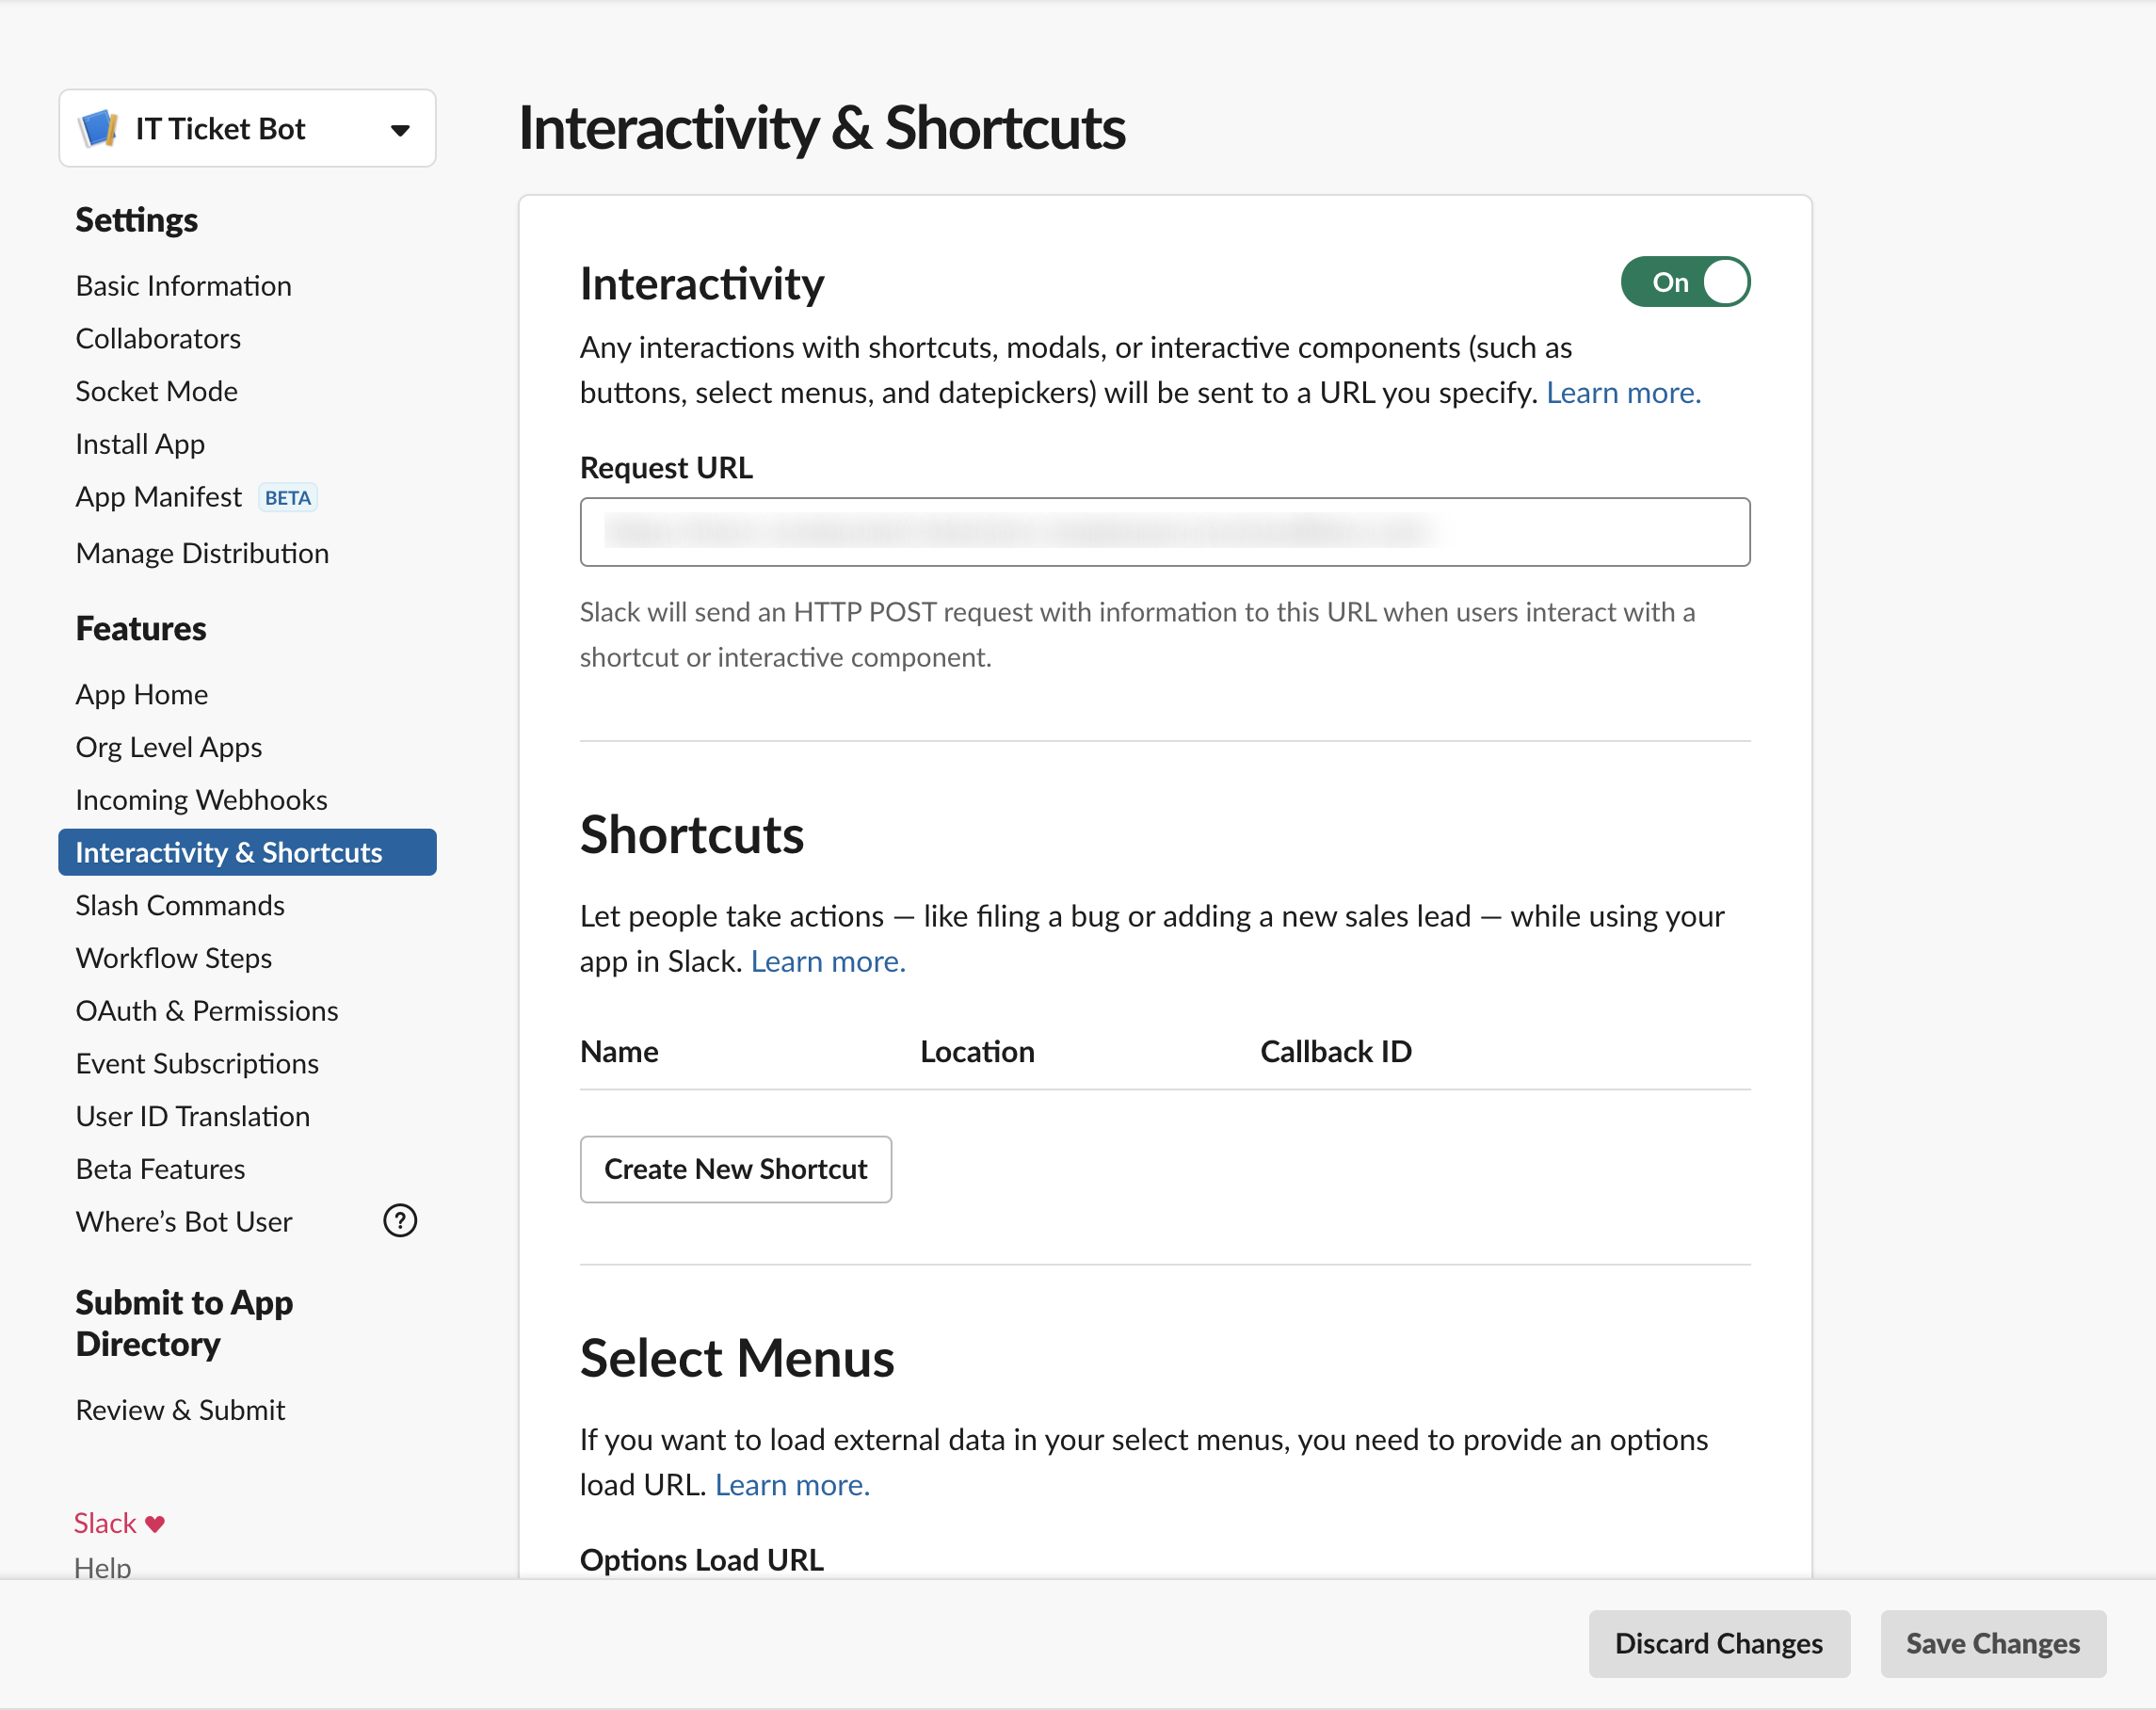 IT Ticket Bot
Settings
Basic Information
Collaborators
Socket Mode
Install App
App Manifest BETA
Manage Distribution
Features
App Home
Org Level Apps
Incoming Webhooks
Interactivity & Shortcuts
Slash Commands
Workflow Steps
OAuth & Permissions
Event Subscriptions
User ID Translation
Beta Features
Where’s Bot User ?
Submit to App
Directory
Review & Submit
Slack ♥
Help
Interactivity & Shortcuts
Interactivity
On
Any interactions with shortcuts, modals, or interactive components (such as
buttons, select menus, and datepickers) will be sent to a URL you specify. Learn more.
Request URL
Slack will send an HTTP POST request with information to this URL when users interact with a
shortcut or interactive component.
Shortcuts
Let people take actions — like filing a bug or adding a new sales lead — while using your
app in Slack. Learn more.
Name Location Callback ID
Create New Shortcut
Select Menus
If you want to load external data in your select menus, you need to provide an options
load URL. Learn more.
Options Load URL
Discard Changes Save Changes